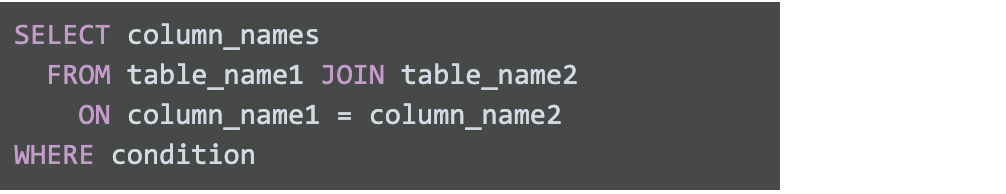 SELECT column_names
FROM table_name1 JOIN table_name2
ON column_name1 = column_name2
WHERE condition